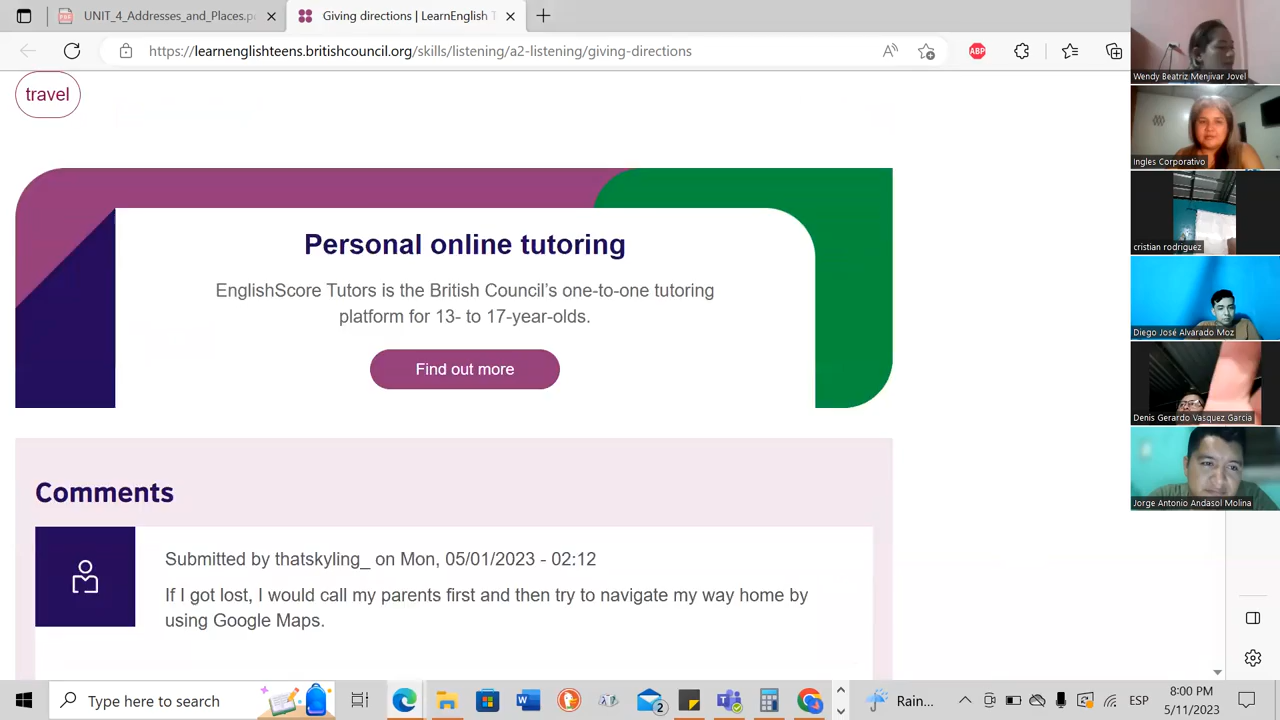 UNIT_4_Addresses_and_Places.p
Giving directions | LearnEnglish T
https://learnenglishteens.britishcouncil.org/skills/listening/a2-listening/giving-directions
ABP
travel
Personal online tutoring
EnglishScore Tutors is the British Council's one-to-one tutoring
platform for 13- to 17-year-olds.
Find out more
Comments
Submitted by thatskyling_ on Mon, 05/01/2023 - 02:12
If I got lost, I would call my parents first and then try to navigate my way home by
using Google Maps.
Wendy Beatriz Menjivar Jovel
Ingles Corporativo
cristian rodriguez
Diego José Alvarado Moz
Denis Gerardo Vasquez Garcia
Jorge Antonio Andasol Molina
Type here to search
2
Rain...
ESP
8:00 PM
5/11/2023